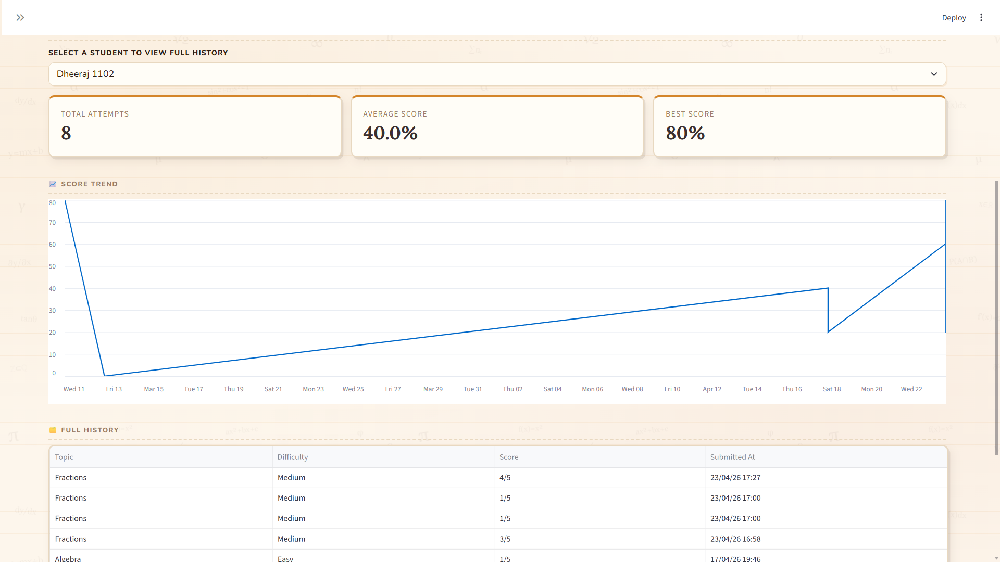 Deploy
SELECT A STUDENT TO VIEW FULL HISTORY
Dheeraj 1102
TOTAL ATTEMPTS
8
AVERAGE SCORE
40.0%
BEST SCORE
80%
SCORE TREND
80
70
60
50
40
30
20
10
0
Wed 11 Fri 13 Mar 15 Tue 17 Thu 19 Sat 21 Mon 23 Wed 25 Fri 27 Mar 29 Tue 31 Thu 02 Sat 04 Mon 06 Wed 08 Fri 10 Apr 12 Tue 14 Thu 16 Sat 18 Mon 20 Wed 22
FULL HISTORY
Topic Difficulty Score Submitted At
Fractions Medium 4/5 23/04/26 17:27
Fractions Medium 1/5 23/04/26 17:00
Fractions Medium 1/5 23/04/26 17:00
Fractions Medium 3/5 23/04/26 16:58
Algebra Easy 1/5 17/04/26 19:46